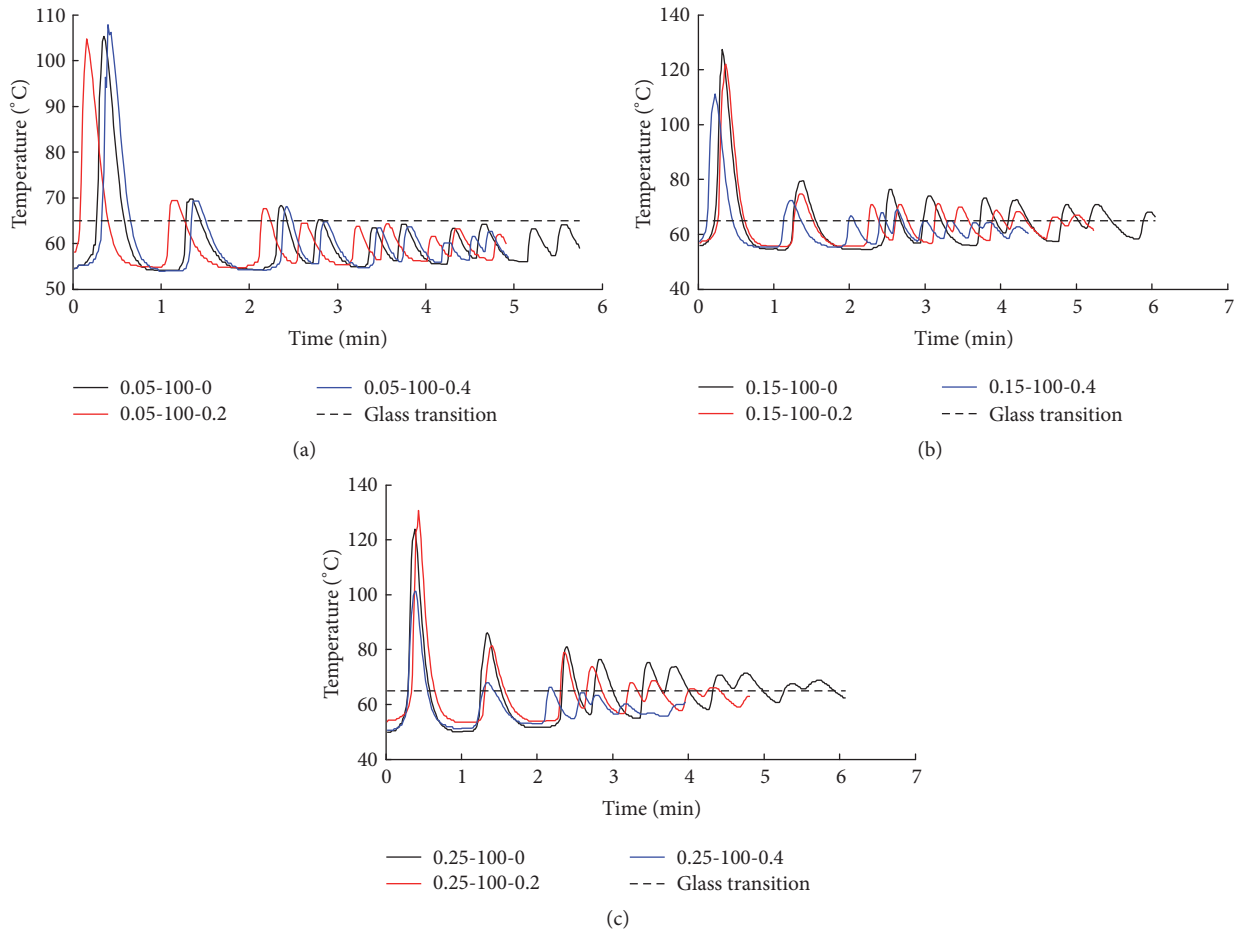 110
100
90
80
70
60
50
Temperature (˚C)
0 1 2 3 4 5 6
Time (min)
0.05-100-0
0.05-100-0.2
0.05-100-0.4
Glass transition
(a)
140
120
100
80
60
40
Temperature (˚C)
0 1 2 3 4 5 6 7
Time (min)
0.15-100-0
0.15-100-0.2
0.15-100-0.4
Glass transition
(b)
140
120
100
80
60
40
Temperature (˚C)
0 1 2 3 4 5 6 7
Time (min)
0.25-100-0
0.25-100-0.2
0.25-100-0.4
Glass transition
(c)